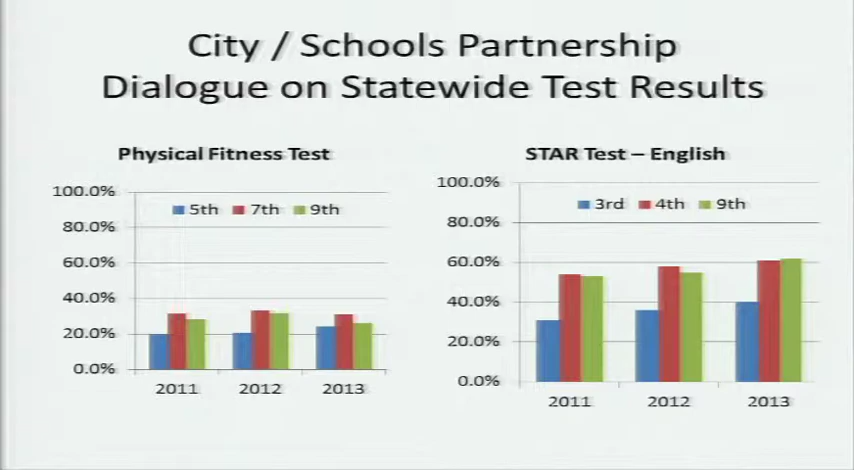 City / Schools Partnership
Dialogue on Statewide Test Results
Physical Fitness Test
100.0%
80.0%
60.0%
40.0%
20.0%
0.0%
5th 7th 9th
2011 2012 2013
STAR Test – English
100.0%
80.0%
60.0%
40.0%
20.0%
0.0%
3rd 4th 9th
2011 2012 2013